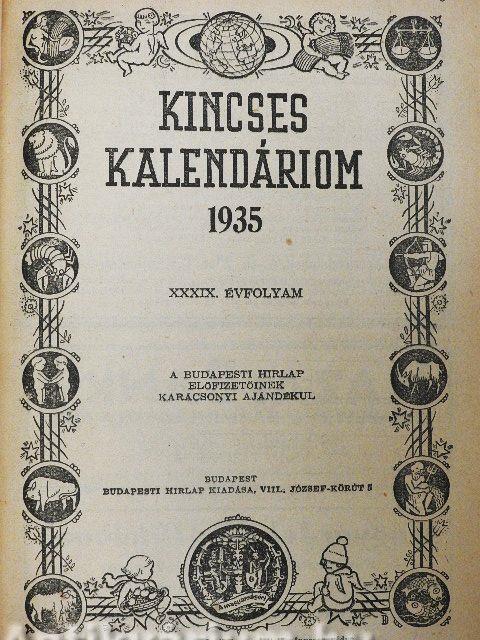 KINCSES
KALENDÁRIOM
1935
XXXIX. ÉVFOLYAM
A BUDAPESTI HIRLAP
ELŐFIZETŐINEK
KARÁCSONYI AJÁNDÉKUL
BUDAPEST
BUDAPESTI HIRLAP KIADÁSA, VIII., JÓZSEF-KÖRÚT 5